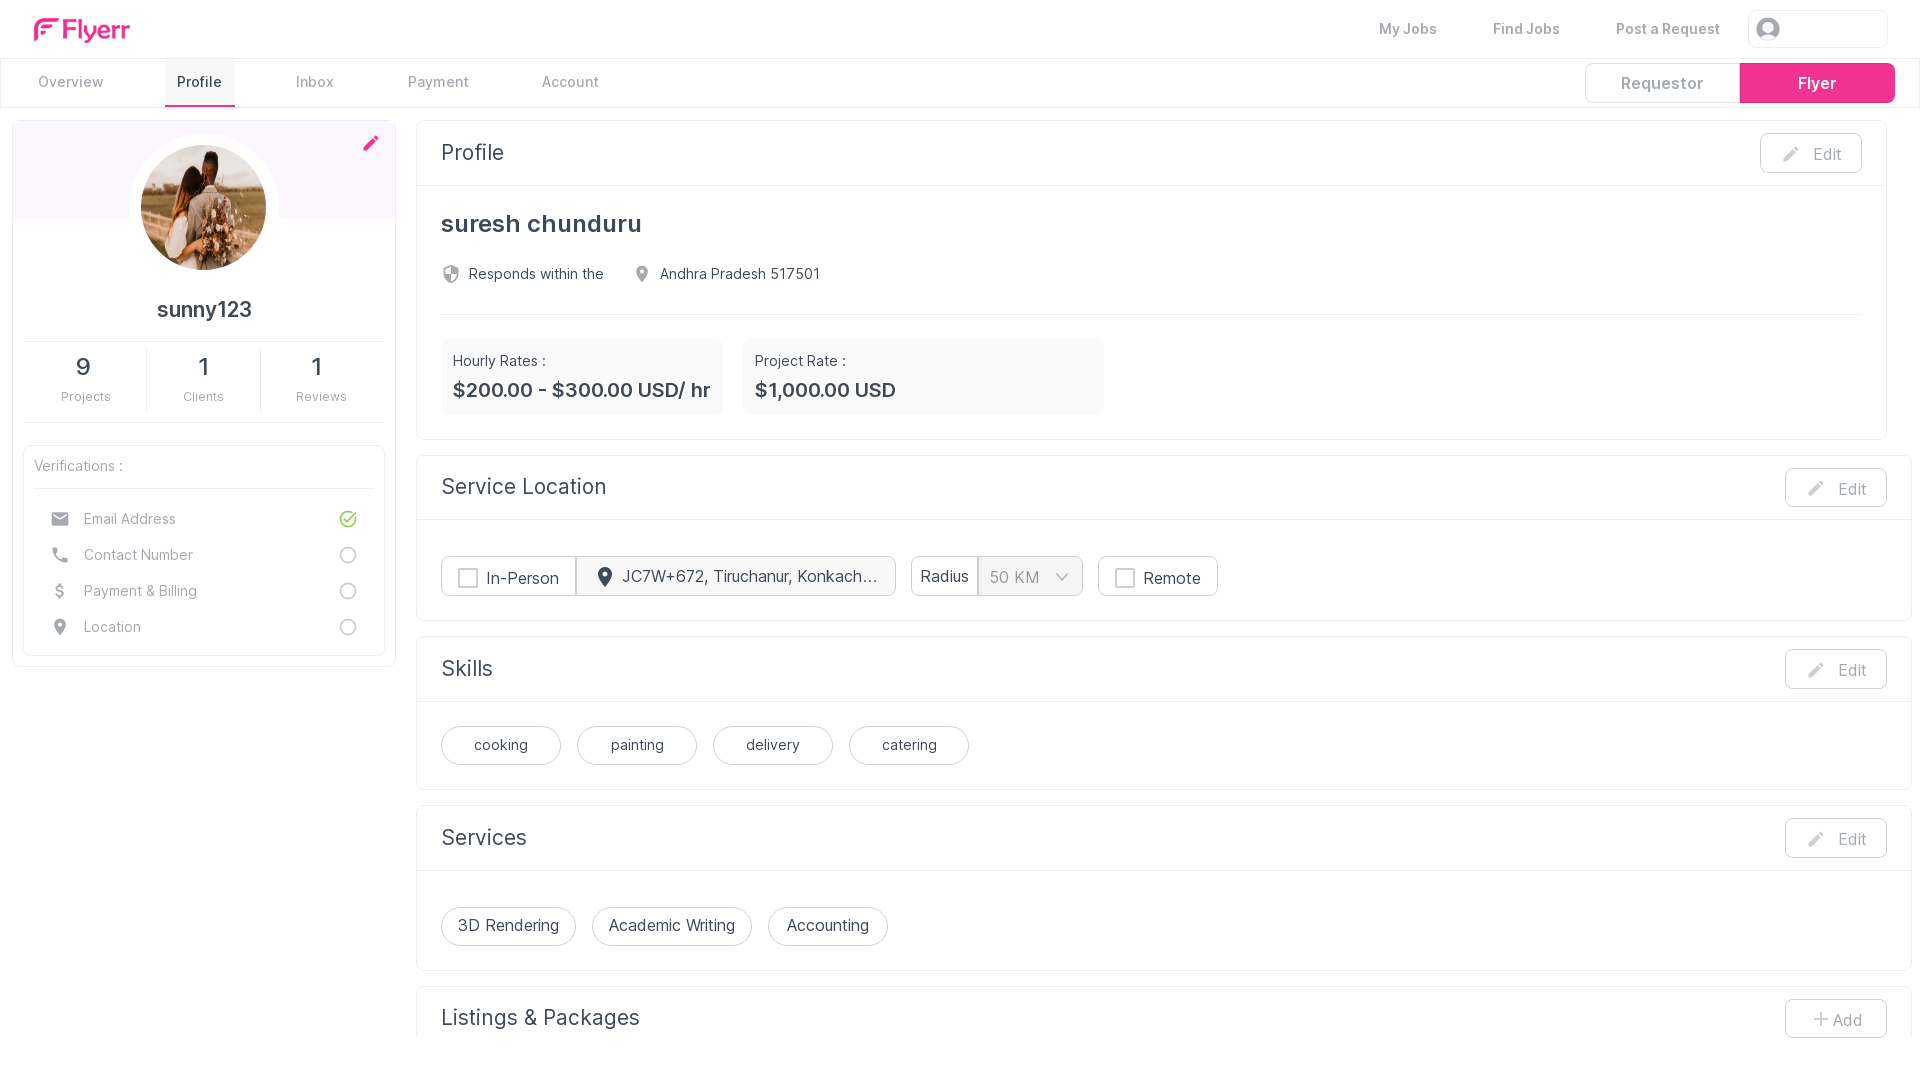 Flyerr
My Jobs
Find Jobs
Post a Request
Overview
Profile
Inbox
Payment
Account
Requestor
Flyer
sunny123
9
Projects
1
Clients
1
Reviews
Verifications :
Email Address
Contact Number
Payment & Billing
Location
Profile
Edit
suresh chunduru
Responds within the
Andhra Pradesh 517501
Hourly Rates :
$200.00 - $300.00 USD/ hr
Project Rate :
$1,000.00 USD
Service Location
Edit
In-Person
JC7W+672, Tiruchanur, Konkach...
Radius
50 KM
Remote
Skills
Edit
cooking
painting
delivery
catering
Services
Edit
3D Rendering
Academic Writing
Accounting
Listings & Packages
Add